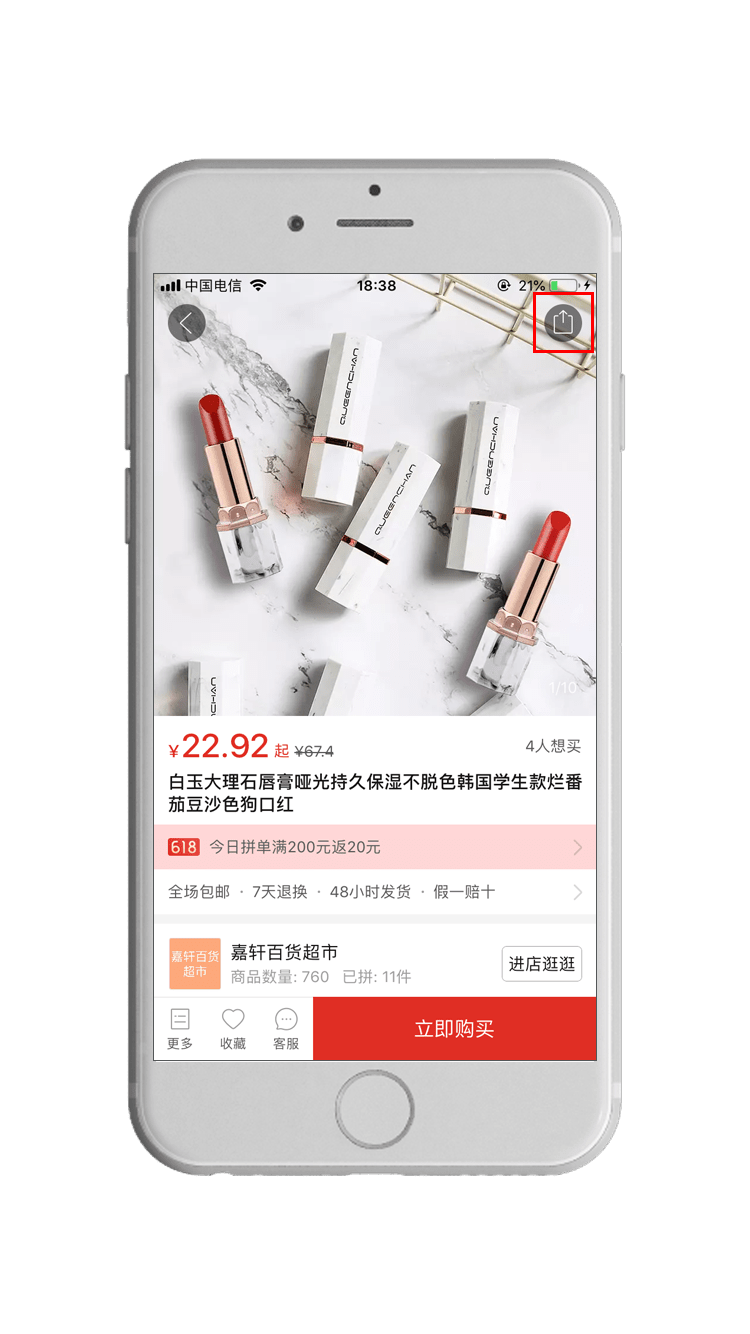 中国电信
18:38
21%
QUEENCHAN
QUEENCHAN
QUEENCHAN
1/10
¥22.92起 ¥67.4
4人想买
白玉大理石唇膏哑光持久保湿不脱色韩国学生款烂番
茄豆沙色狗口红
618 今日拼单满200元返20元
全场包邮 · 7天退换 · 48小时发货 · 假一赔十
嘉轩百货
超市
嘉轩百货超市
商品数量: 760 已拼: 11件
进店逛逛
更多
收藏
客服
立即购买